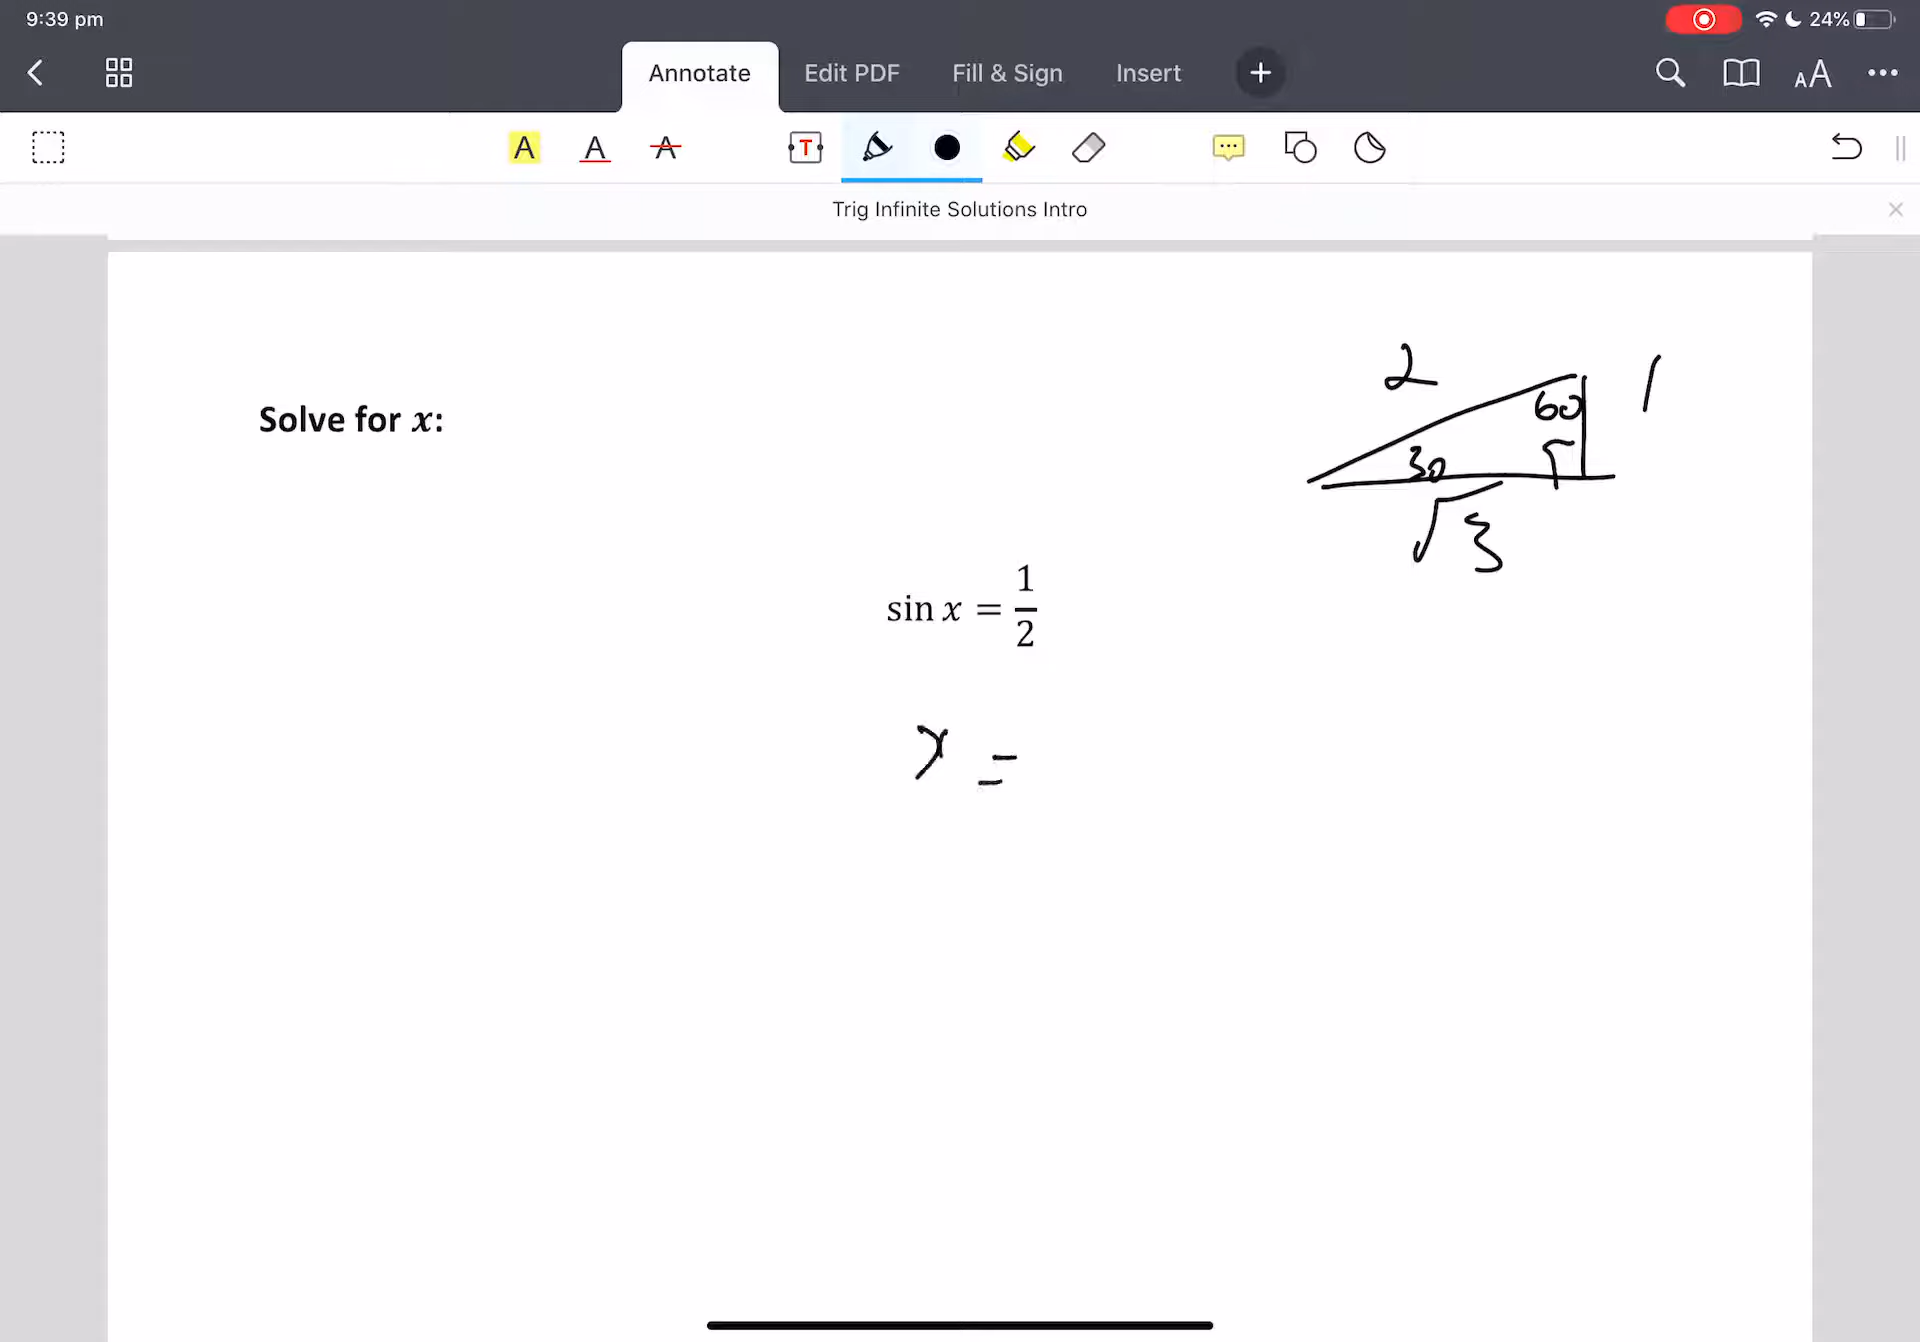 9:39 pm
24%
Annotate Edit PDF Fill & Sign Insert
AA
A A A T
Trig Infinite Solutions Intro
Solve for x:
2
1
60
30
√3
sin x = 1/2
x =